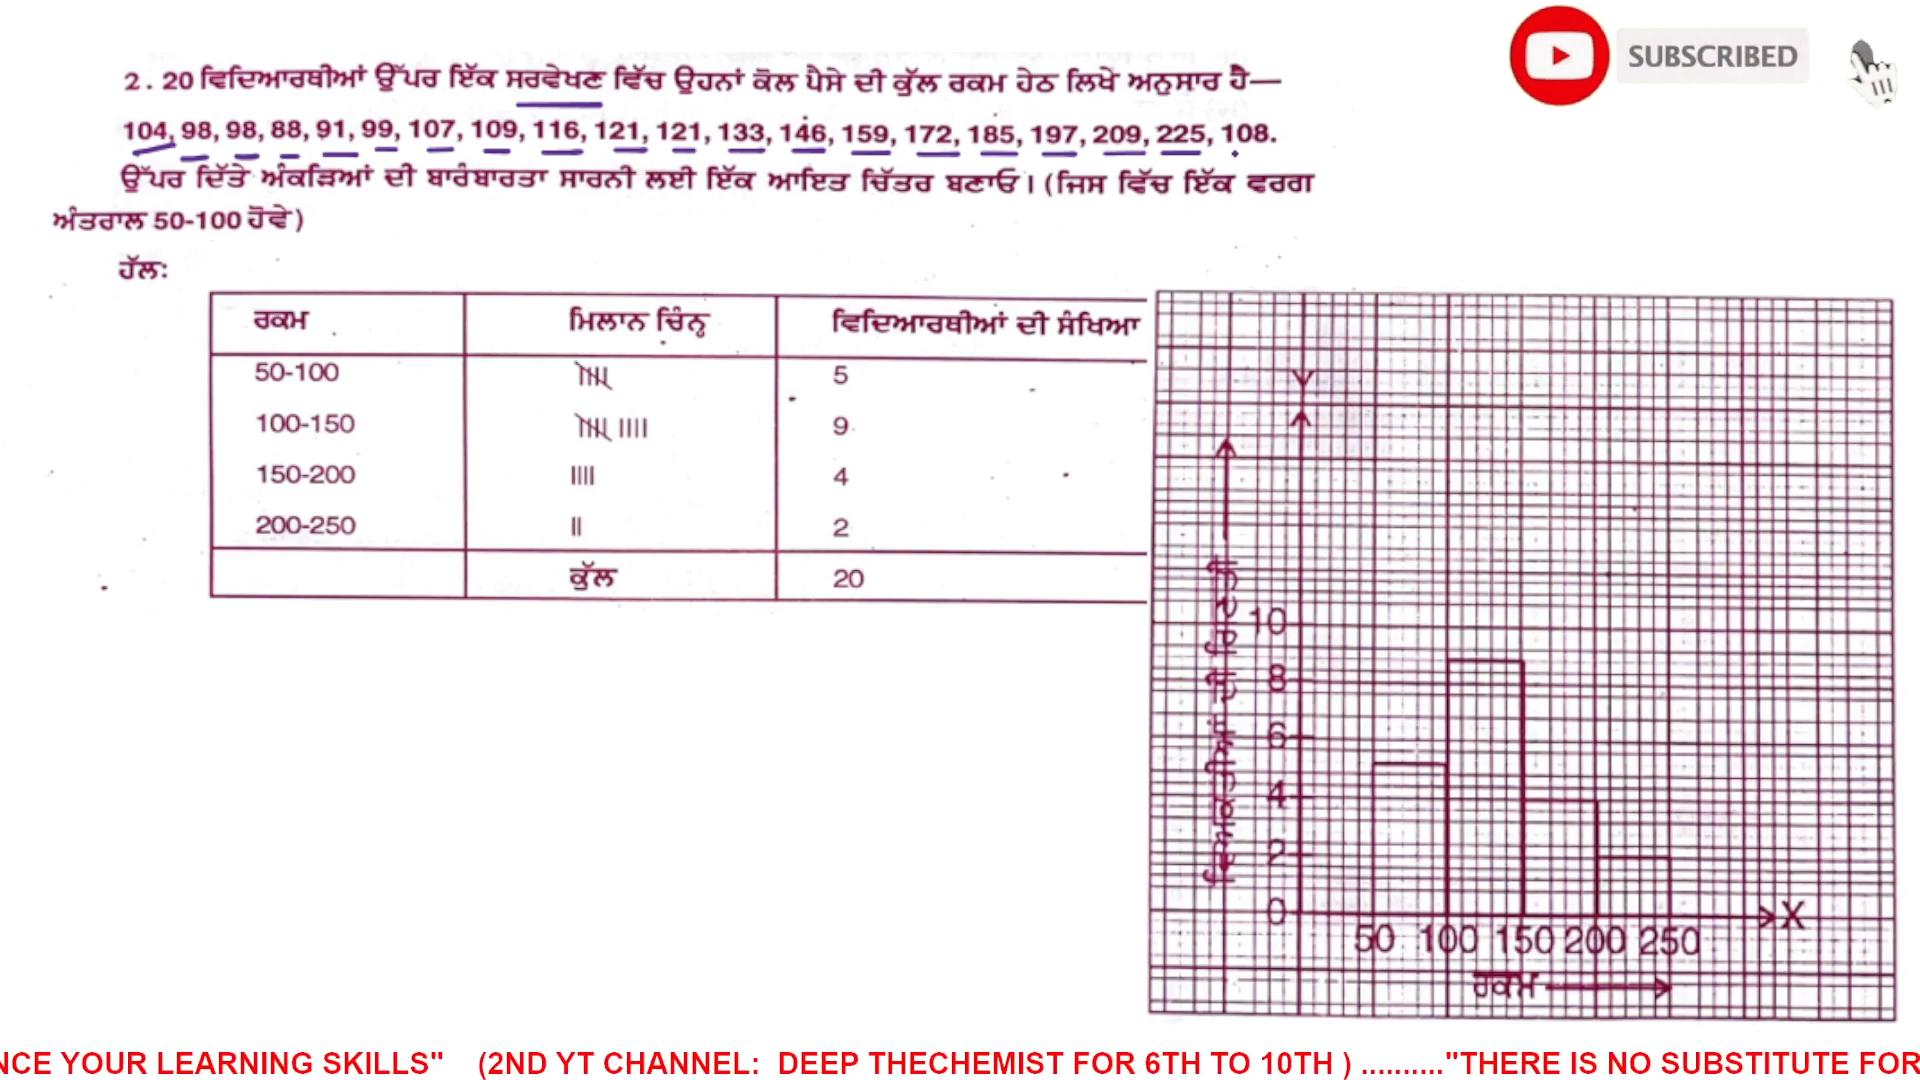 SUBSCRIBED
2. 20 ਵਿਦਿਆਰਥੀਆਂ ਉੱਪਰ ਇੱਕ ਸਰਵੇਖਣ ਵਿੱਚ ਉਹਨਾਂ ਕੋਲ ਪੈਸੇ ਦੀ ਕੁੱਲ ਰਕਮ ਹੇਠ ਲਿਖੇ ਅਨੁਸਾਰ ਹੈ—
104, 98, 98, 88, 91, 99, 107, 109, 116, 121, 121, 133, 146, 159, 172, 185, 197, 209, 225, 108.
ਉੱਪਰ ਦਿੱਤੇ ਅੰਕੜਿਆਂ ਦੀ ਬਾਰੰਬਾਰਤਾ ਸਾਰਨੀ ਲਈ ਇੱਕ ਆਇਤ ਚਿੱਤਰ ਬਣਾਓ। (ਜਿਸ ਵਿੱਚ ਇੱਕ ਵਰਗ
ਅੰਤਰਾਲ 50-100 ਹੋਵੇ)
ਹੱਲ:
ਰਕਮ ਮਿਲਾਨ ਚਿੰਨ੍ਹ ਵਿਦਿਆਰਥੀਆਂ ਦੀ ਸੰਖਿਆ
50-100 5
100-150 |||| 9
150-200 |||| 4
200-250 || 2
ਕੁੱਲ 20
Y
ਵਿਅਕਤੀਆਂ ਦੀ ਗਿਣਤੀ
10
8
6
4
2
0
X
50 100 150 200 250
ਰਕਮ
NCE YOUR LEARNING SKILLS" (2ND YT CHANNEL: DEEP THECHEMIST FOR 6TH TO 10TH ) .........."THERE IS NO SUBSTITUTE FOR